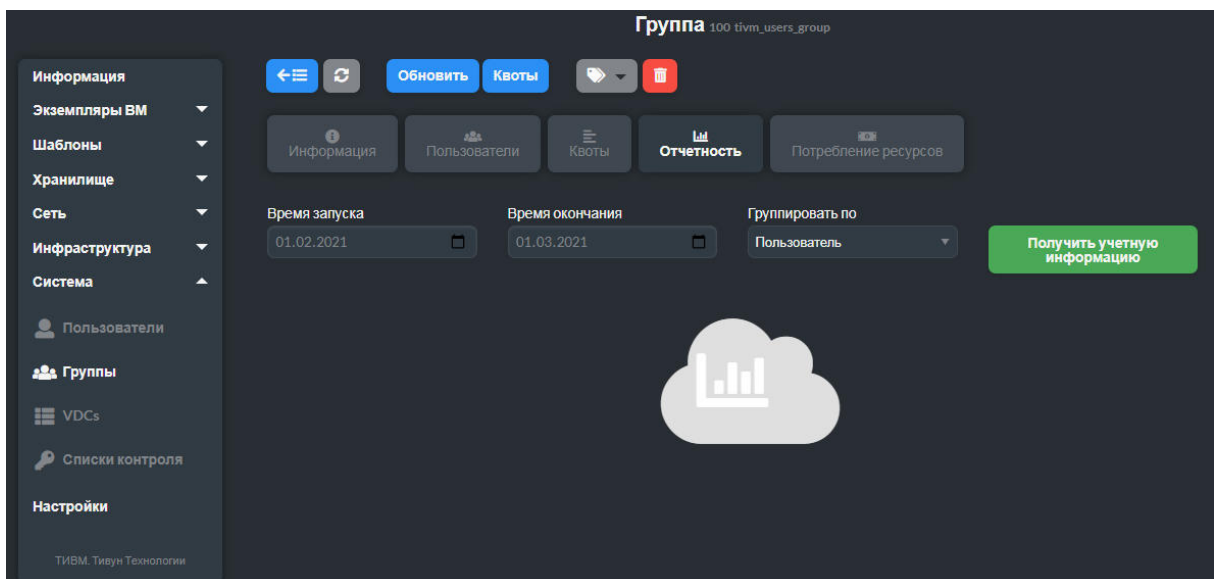 Группа 100 tivm_users_group
Информация
Экземпляры ВМ
Шаблоны
Хранилище
Сеть
Инфраструктура
Система
Пользователи
Группы
VDCs
Списки контроля
Настройки
ТИВМ. Тивун Технологии
Обновить Квоты
Информация Пользователи Квоты Отчетность Потребление ресурсов
Время запуска Время окончания Группировать по
01.02.2021 01.03.2021 Пользователь
Получить учетную
информацию